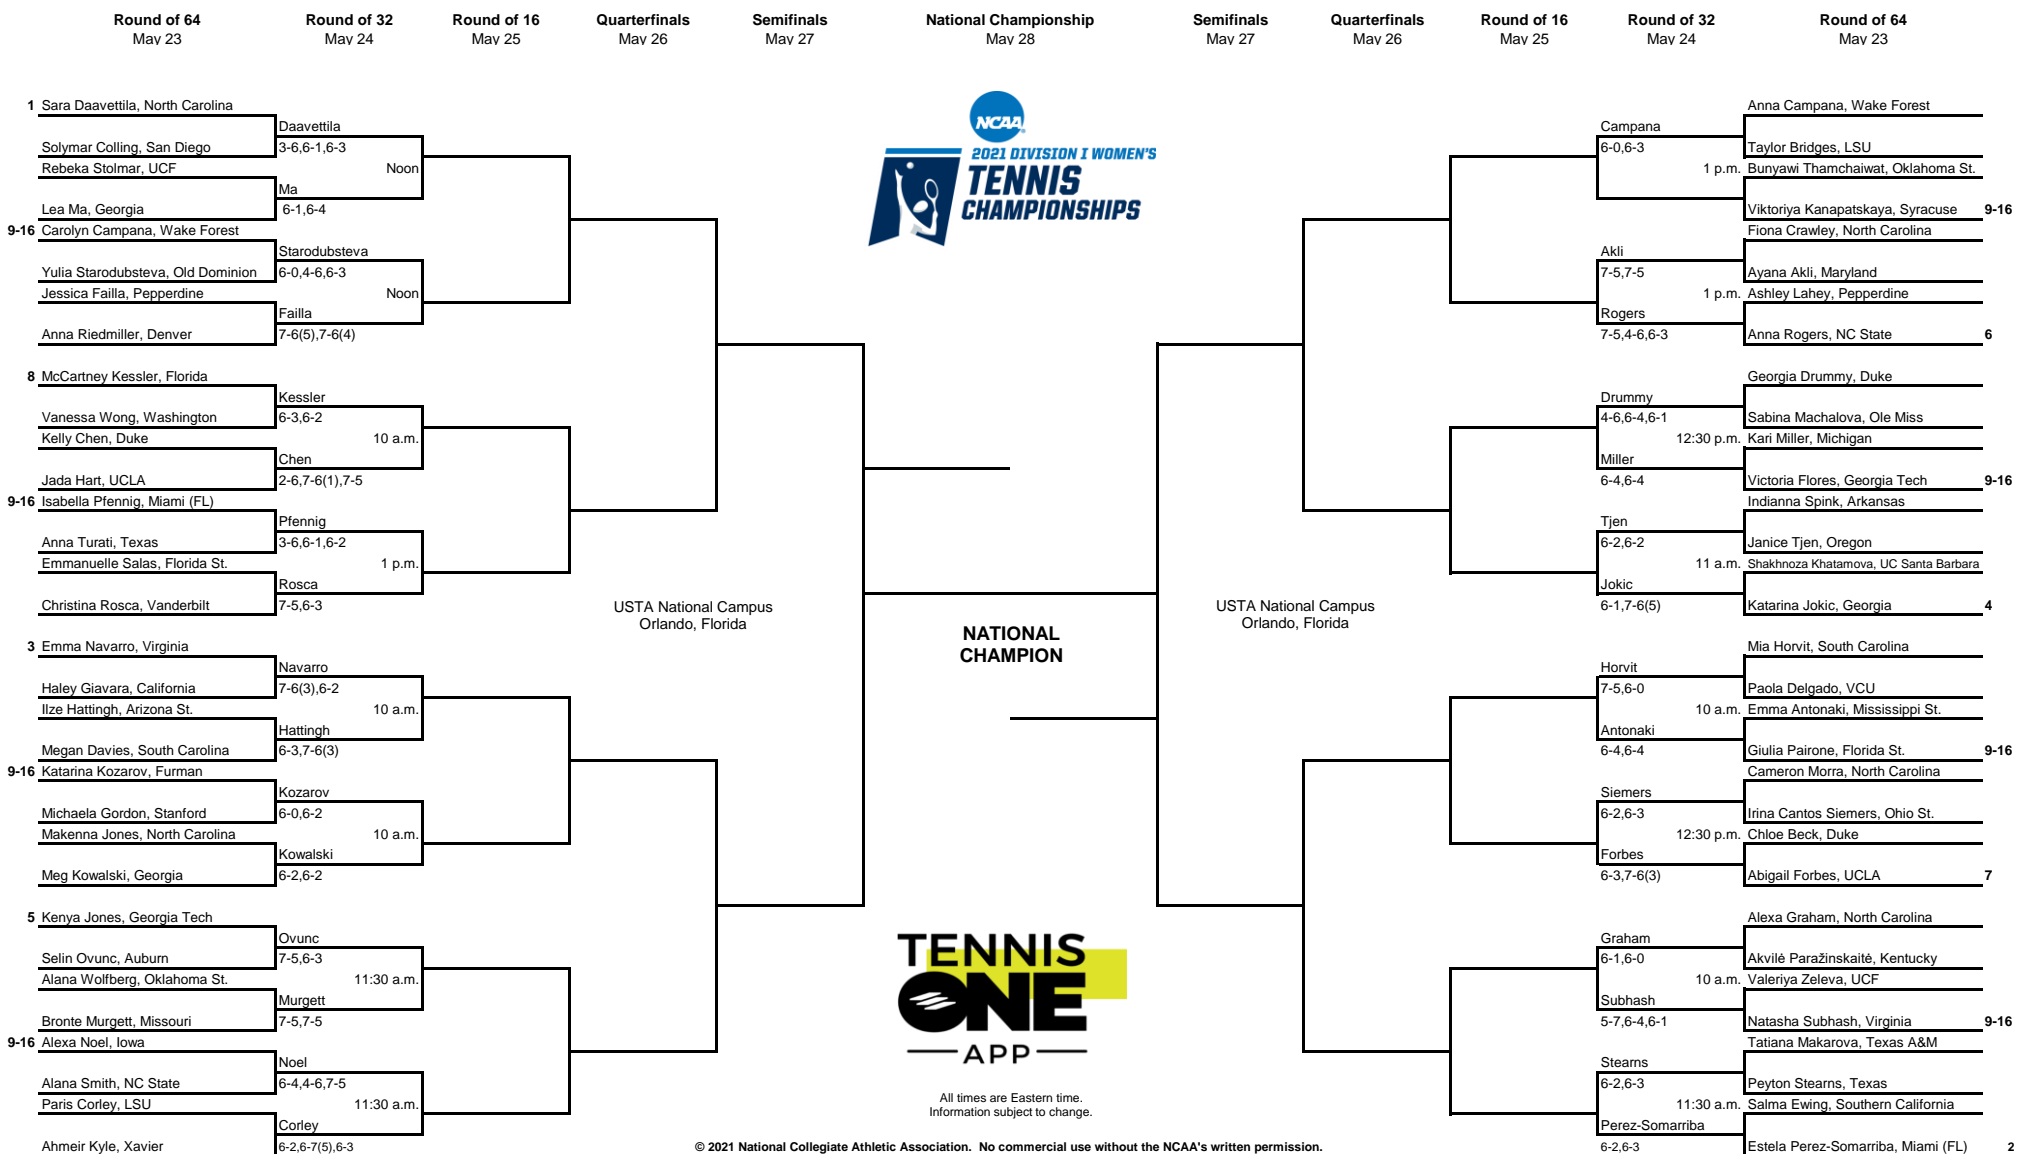 Round of 64 Round of 32 Round of 16 Quarterfinals Semifinals National Championship Semifinals Quarterfinals Round of 16 Round of 32 Round of 64
May 23 May 24 May 25 May 26 May 27 May 28 May 27 May 26 May 25 May 24 May 23
1 Sara Daavettila, North Carolina
Daavettila
Solymar Colling, San Diego 3-6,6-1,6-3
Rebeka Stolmar, UCF Noon
Ma
Lea Ma, Georgia 6-1,6-4
9-16 Carolyn Campana, Wake Forest
Starodubsteva
Yulia Starodubsteva, Old Dominion 6-0,4-6,6-3
Jessica Failla, Pepperdine Noon
Failla
Anna Riedmiller, Denver 7-6(5),7-6(4)
8 McCartney Kessler, Florida
Kessler
Vanessa Wong, Washington 6-3,6-2
Kelly Chen, Duke 10 a.m.
Chen
Jada Hart, UCLA 2-6,7-6(1),7-5
9-16 Isabella Pfennig, Miami (FL)
Pfennig
Anna Turati, Texas 3-6,6-1,6-2
Emmanuelle Salas, Florida St. 1 p.m.
Rosca
Christina Rosca, Vanderbilt 7-5,6-3
3 Emma Navarro, Virginia
Navarro
Haley Giavara, California 7-6(3),6-2
Ilze Hattingh, Arizona St. 10 a.m.
Hattingh
Megan Davies, South Carolina 6-3,7-6(3)
9-16 Katarina Kozarov, Furman
Kozarov
Michaela Gordon, Stanford 6-0,6-2
Makenna Jones, North Carolina 10 a.m.
Kowalski
Meg Kowalski, Georgia 6-2,6-2
5 Kenya Jones, Georgia Tech
Ovunc
Selin Ovunc, Auburn 7-5,6-3
Alana Wolfberg, Oklahoma St. 11:30 a.m.
Murgett
Bronte Murgett, Missouri 7-5,7-5
9-16 Alexa Noel, Iowa
Noel
Alana Smith, NC State 6-4,4-6,7-5
Paris Corley, LSU 11:30 a.m.
Corley
Ahmeir Kyle, Xavier 6-2,6-7(5),6-3
NCAA
2021 DIVISION I WOMEN'S
TENNIS
CHAMPIONSHIPS
USTA National Campus
Orlando, Florida
NATIONAL
CHAMPION
USTA National Campus
Orlando, Florida
TENNIS
ONE
APP
All times are Eastern time.
Information subject to change.
© 2021 National Collegiate Athletic Association. No commercial use without the NCAA's written permission.
Anna Campana, Wake Forest
Campana
6-0,6-3 Taylor Bridges, LSU
1 p.m. Bunyawi Thamchaiwat, Oklahoma St.
Viktoriya Kanapatskaya, Syracuse 9-16
Fiona Crawley, North Carolina
Akli
7-5,7-5 Ayana Akli, Maryland
1 p.m. Ashley Lahey, Pepperdine
Rogers
7-5,4-6,6-3 Anna Rogers, NC State 6
Georgia Drummy, Duke
Drummy
4-6,6-4,6-1 Sabina Machalova, Ole Miss
12:30 p.m. Kari Miller, Michigan
Miller
6-4,6-4 Victoria Flores, Georgia Tech 9-16
Indianna Spink, Arkansas
Tjen
6-2,6-2 Janice Tjen, Oregon
11 a.m. Shakhnoza Khatamova, UC Santa Barbara
Jokic
6-1,7-6(5) Katarina Jokic, Georgia 4
Mia Horvit, South Carolina
Horvit
7-5,6-0 Paola Delgado, VCU
10 a.m. Emma Antonaki, Mississippi St.
Antonaki
6-4,6-4 Giulia Pairone, Florida St. 9-16
Cameron Morra, North Carolina
Siemers
6-2,6-3 Irina Cantos Siemers, Ohio St.
12:30 p.m. Chloe Beck, Duke
Forbes
6-3,7-6(3) Abigail Forbes, UCLA 7
Alexa Graham, North Carolina
Graham
6-1,6-0 Akvilė Paražinskaitė, Kentucky
10 a.m. Valeriya Zeleva, UCF
Subhash
5-7,6-4,6-1 Natasha Subhash, Virginia 9-16
Tatiana Makarova, Texas A&M
Stearns
6-2,6-3 Peyton Stearns, Texas
11:30 a.m. Salma Ewing, Southern California
Perez-Somarriba
6-2,6-3 Estela Perez-Somarriba, Miami (FL) 2